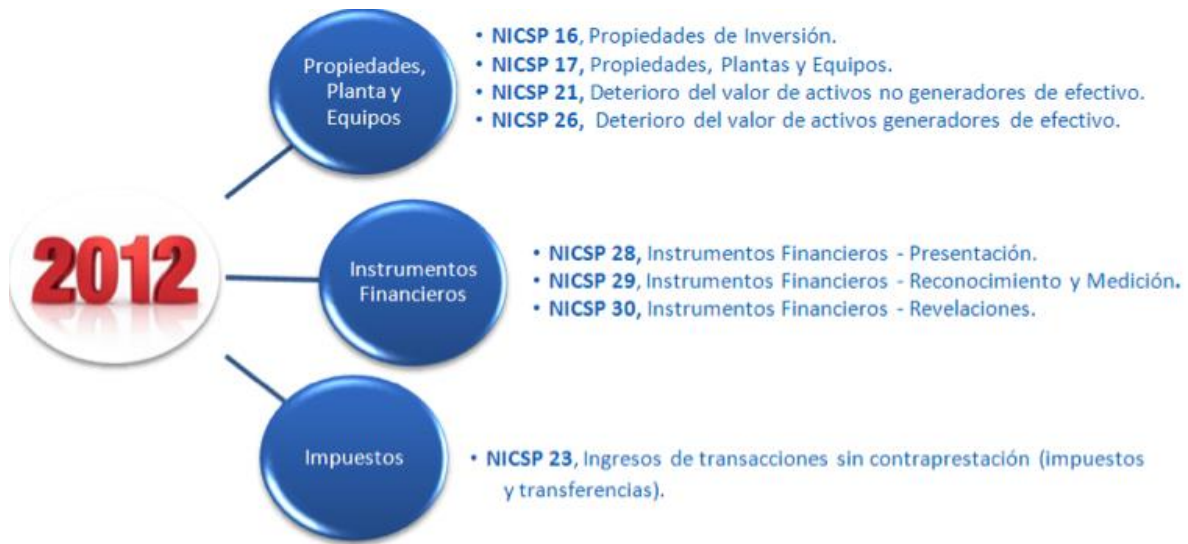 Propiedades,
Planta y
Equipos
• NICSP 16, Propiedades de Inversión.
• NICSP 17, Propiedades, Plantas y Equipos.
• NICSP 21, Deterioro del valor de activos no generadores de efectivo.
• NICSP 26, Deterioro del valor de activos generadores de efectivo.
2012
Instrumentos
Financieros
• NICSP 28, Instrumentos Financieros - Presentación.
• NICSP 29, Instrumentos Financieros - Reconocimiento y Medición.
• NICSP 30, Instrumentos Financieros - Revelaciones.
Impuestos
• NICSP 23, Ingresos de transacciones sin contraprestación (impuestos
y transferencias).